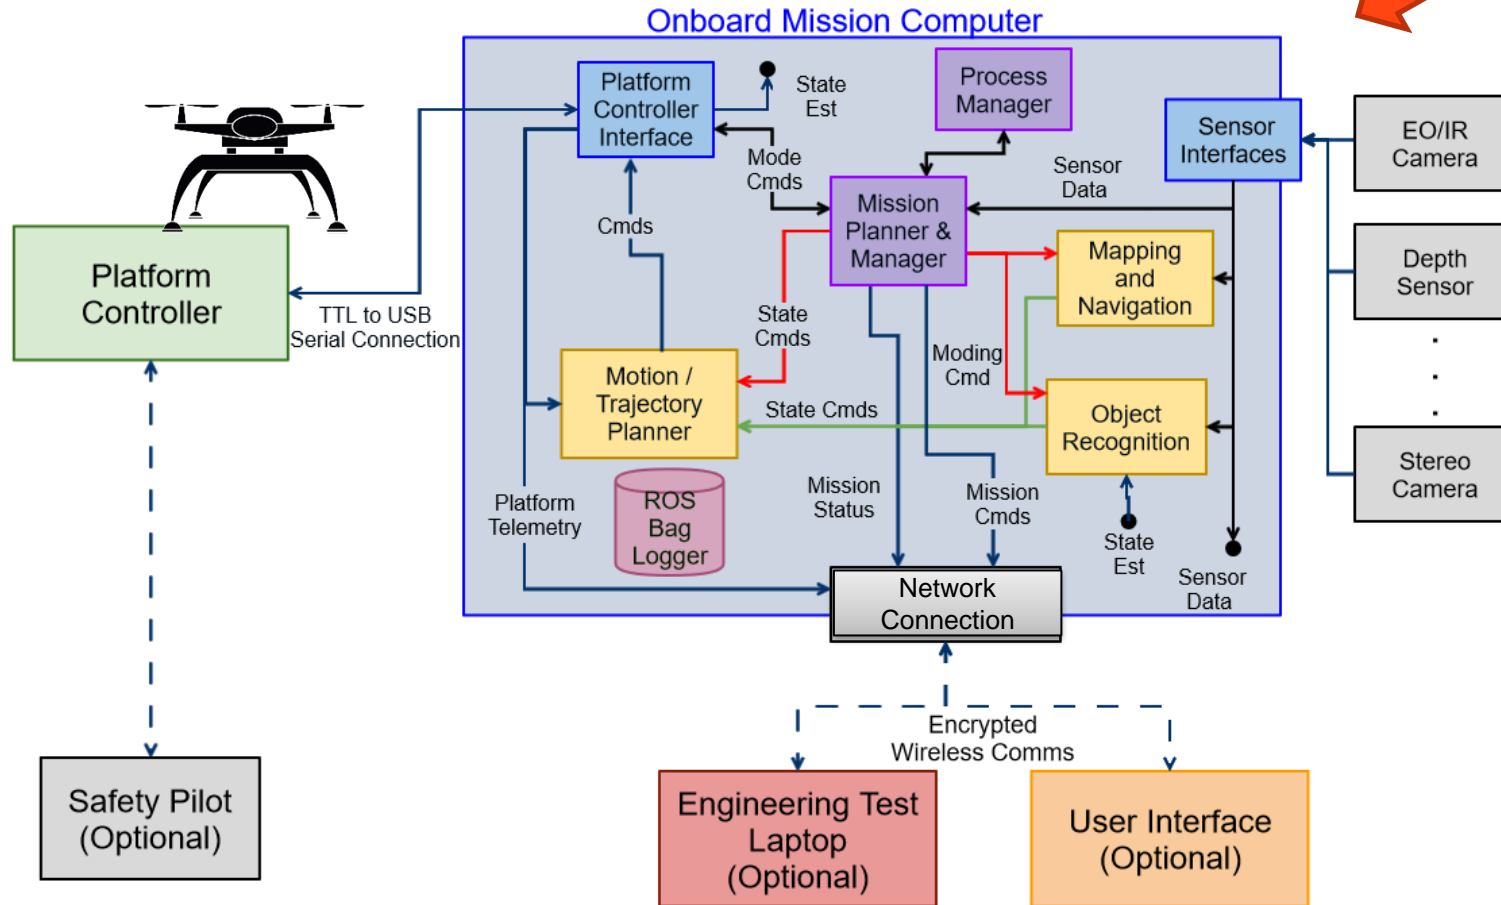 Onboard Mission Computer
Platform
Controller
Interface
State
Est
Process
Manager
Sensor
Interfaces
EO/IR
Camera
Mode
Cmds
Sensor
Data
Mission
Planner &
Manager
Cmds
Mapping
and
Navigation
Depth
Sensor
Platform
Controller
TTL to USB
Serial Connection
State
Cmds
Moding
Cmd
Motion /
Trajectory
Planner
State Cmds
Object
Recognition
Stereo
Camera
ROS
Bag
Logger
Platform
Telemetry
Mission
Status
Mission
Cmds
State
Est
Sensor
Data
Network
Connection
Encrypted
Wireless Comms
Safety Pilot
(Optional)
Engineering Test
Laptop
(Optional)
User Interface
(Optional)